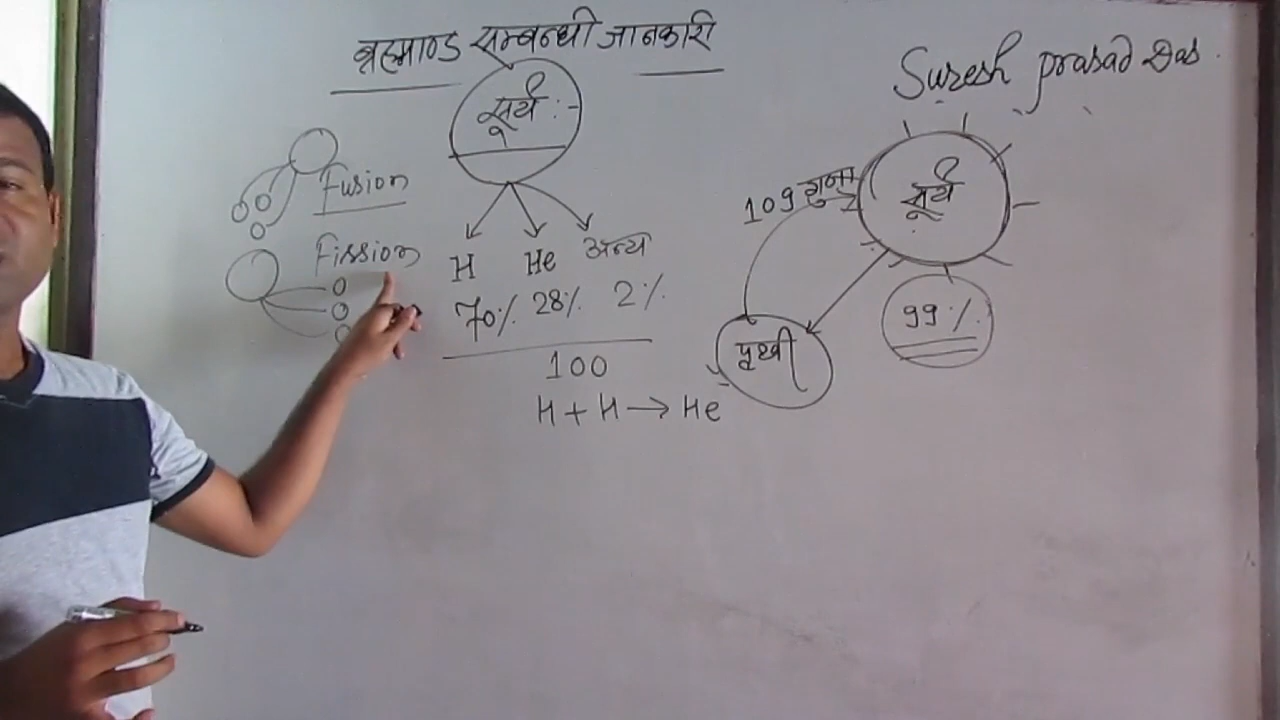 ब्रह्माण्ड सम्बन्धी जानकारी
Suresh prasad Das.
सूर्य :-
Fusion
Fission
H He अन्य
70% 28% 2%
100
H + H → He
109 गुना
सूर्य
पृथ्वी
99%